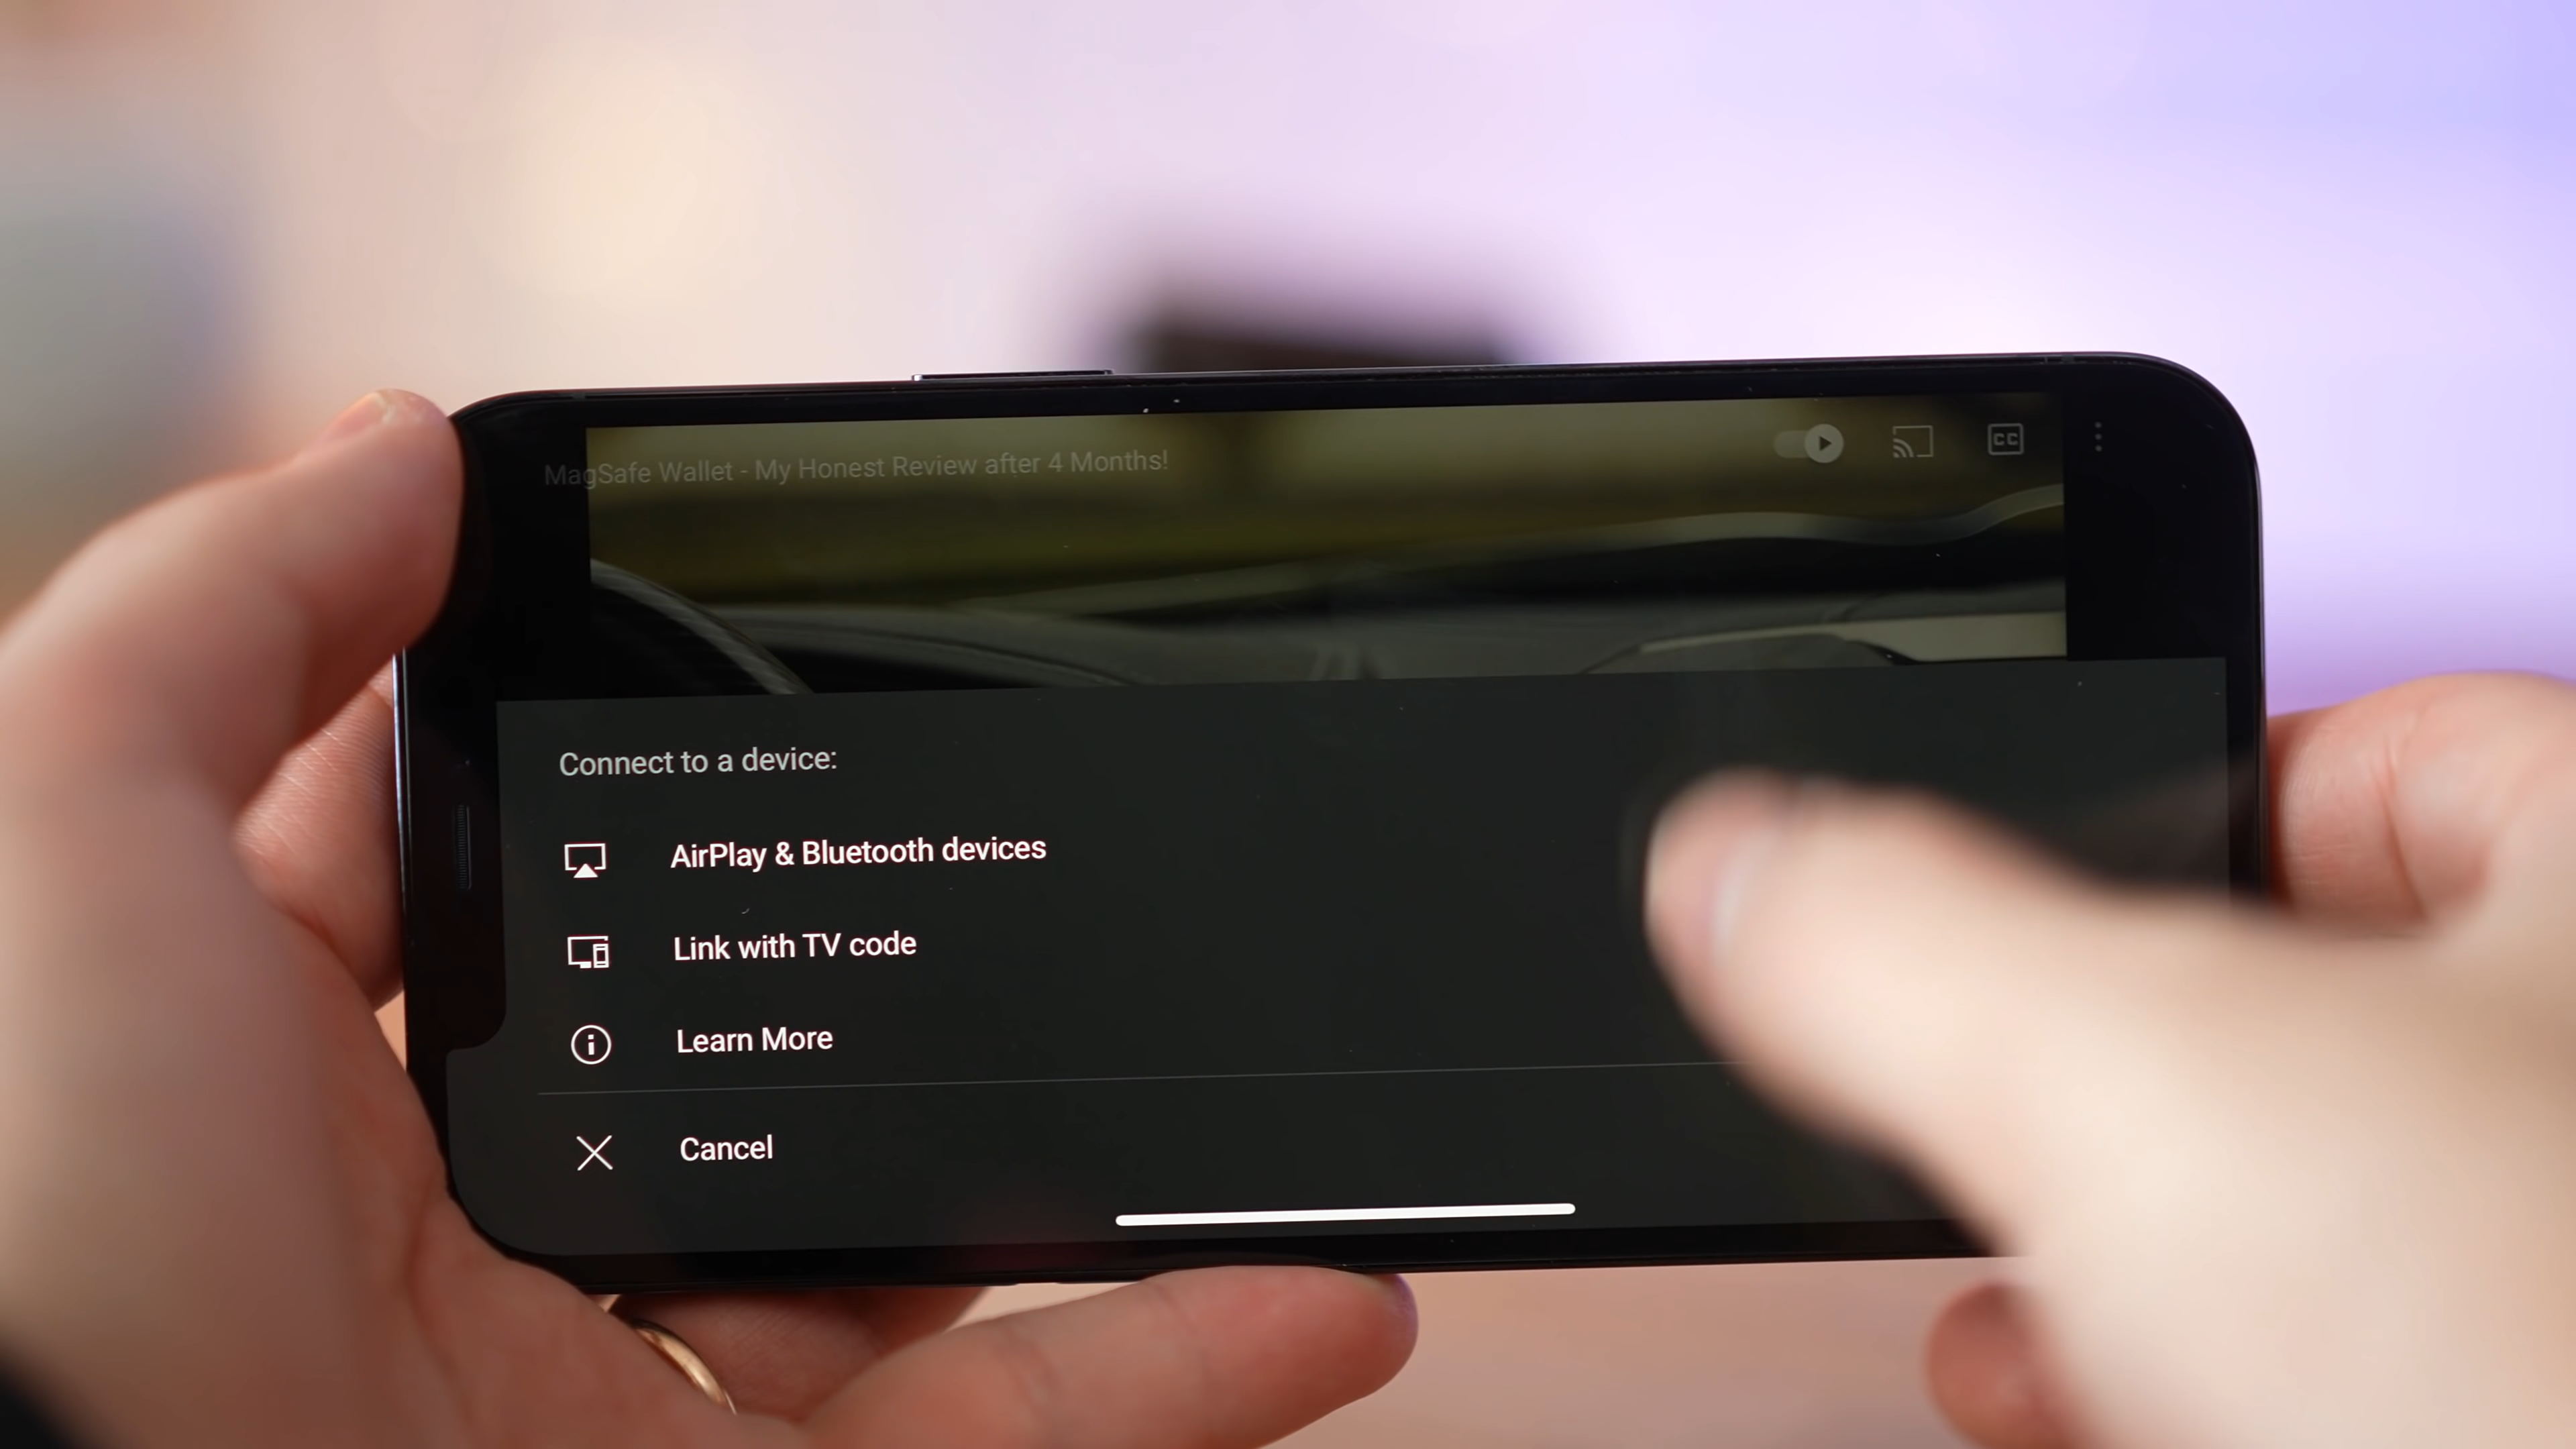 MagSafe Wallet - My Honest Review after 4 Months!
CC
Connect to a device:
AirPlay & Bluetooth devices
Link with TV code
Learn More
Cancel